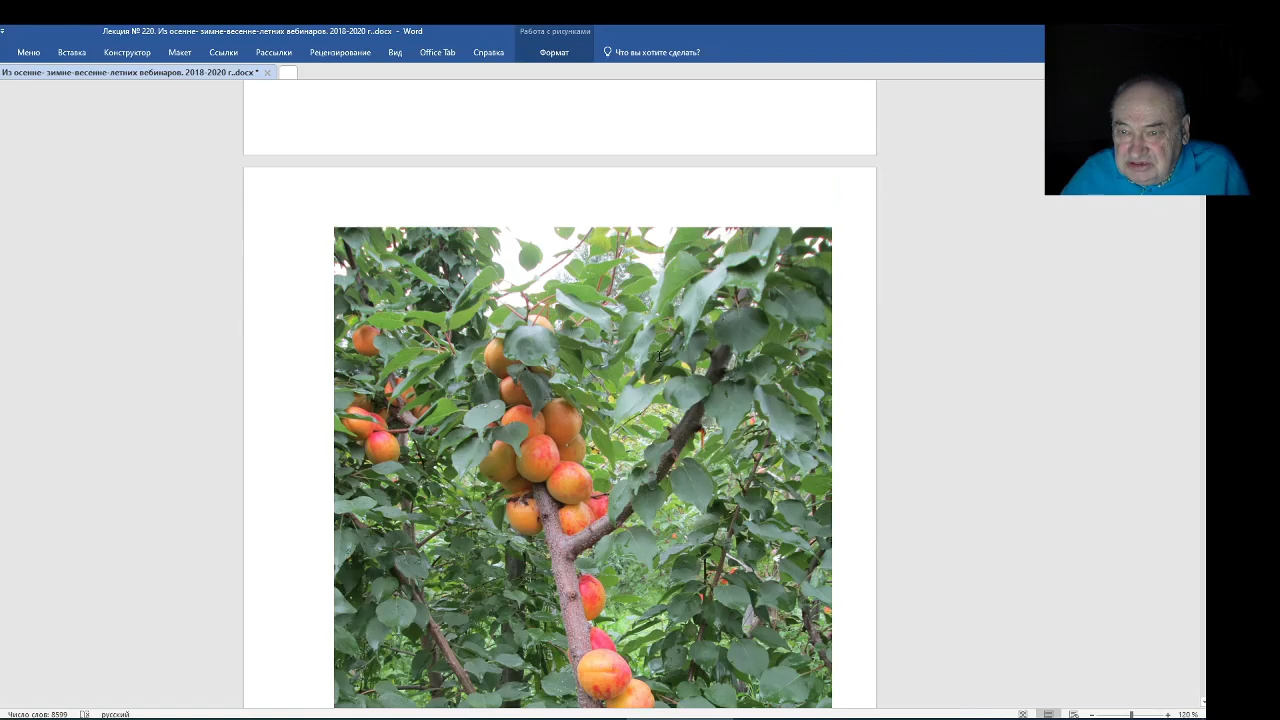 Лекция № 220. Из осенне- зимне-весенне-летних вебинаров. 2018-2020 г..docx - Word
Работа с рисунками
Меню Вставка Конструктор Макет Ссылки Рассылки Рецензирование Вид Office Tab Справка Формат Что вы хотите сделать?
Из осенне- зимне-весенне-летних вебинаров. 2018-2020 г..docx *
Число слов: 8599 русский 120 %